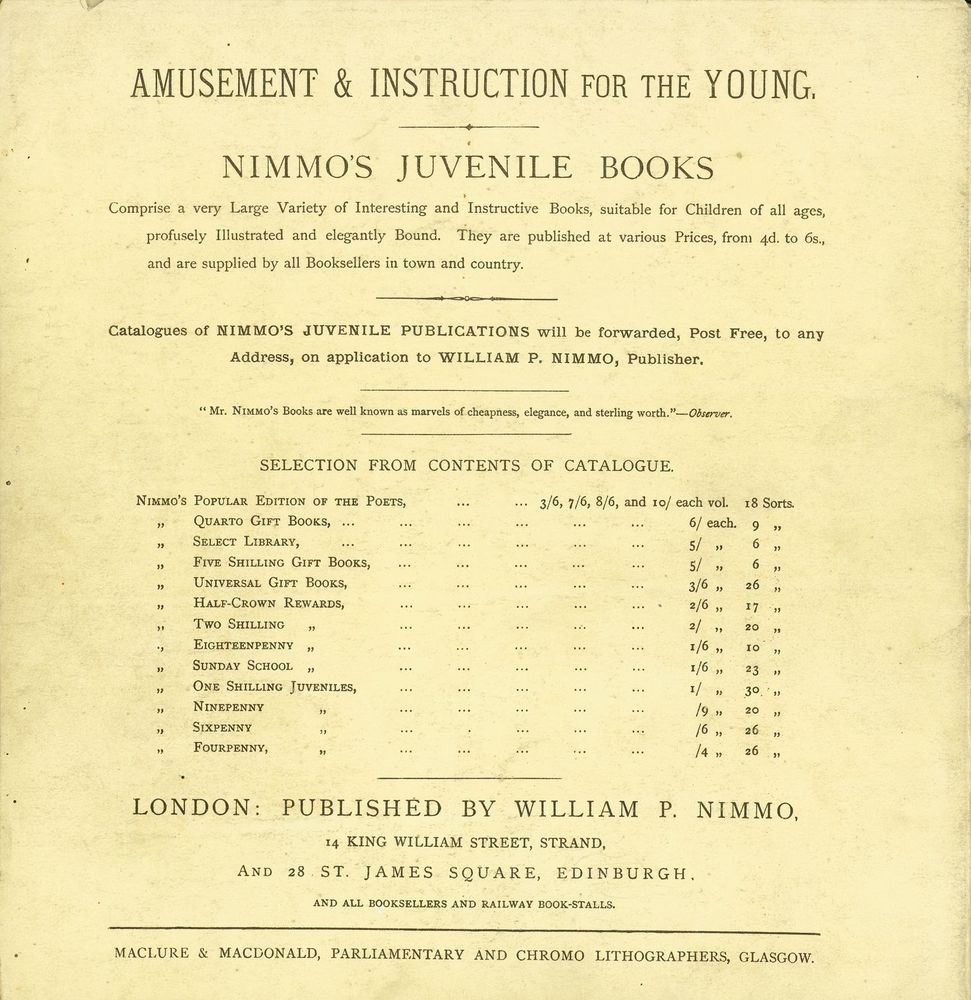 AMUSEMENT & INSTRUCTION FOR THE YOUNG.
NIMMO'S JUVENILE BOOKS
Comprise a very Large Variety of Interesting and Instructive Books, suitable for Children of all ages,
profusely Illustrated and elegantly Bound. They are published at various Prices, from 4d. to 6s.,
and are supplied by all Booksellers in town and country.
Catalogues of NIMMO'S JUVENILE PUBLICATIONS will be forwarded, Post Free, to any
Address, on application to WILLIAM P. NIMMO, Publisher.
"Mr. NIMMO'S Books are well known as marvels of cheapness, elegance, and sterling worth."—Observer.
SELECTION FROM CONTENTS OF CATALOGUE.
NIMMO'S POPULAR EDITION OF THE POETS, ... ... 3/6, 7/6, 8/6, and 10/ each vol. 18 Sorts.
„ QUARTO GIFT BOOKS, ... ... ... ... ... ... 6/ each. 9 „
„ SELECT LIBRARY, ... ... ... ... ... ... 5/ „ 6 „
„ FIVE SHILLING GIFT BOOKS, ... ... ... ... ... 5/ „ 6 „
„ UNIVERSAL GIFT BOOKS, ... ... ... ... ... 3/6 „ 26 „
„ HALF-CROWN REWARDS, ... ... ... ... ... 2/6 „ 17 „
„ TWO SHILLING „ ... ... ... ... ... 2/ „ 20 „
„ EIGHTEENPENNY „ ... ... ... ... ... 1/6 „ 10 „
„ SUNDAY SCHOOL „ ... ... ... ... ... 1/6 „ 23 „
„ ONE SHILLING JUVENILES, ... ... ... ... ... 1/ „ 30 „
„ NINEPENNY „ ... ... ... ... ... /9 „ 20 „
„ SIXPENNY „ ... . ... ... ... /6 „ 26 „
„ FOURPENNY, „ ... ... ... ... ... /4 „ 26 „
LONDON: PUBLISHED BY WILLIAM P. NIMMO,
14 KING WILLIAM STREET, STRAND,
AND 28 ST. JAMES SQUARE, EDINBURGH,
AND ALL BOOKSELLERS AND RAILWAY BOOK-STALLS.
MACLURE & MACDONALD, PARLIAMENTARY AND CHROMO LITHOGRAPHERS, GLASGOW.